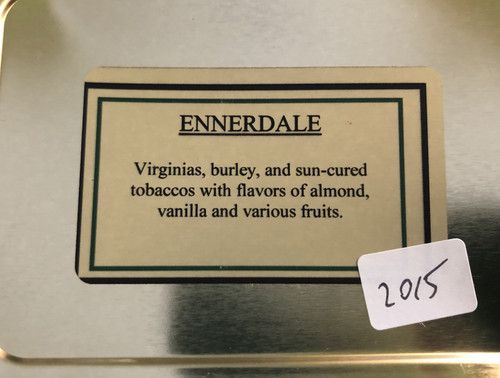 ENNERDALE
Virginias, burley, and sun-cured
tobaccos with flavors of almond,
vanilla and various fruits.
2015